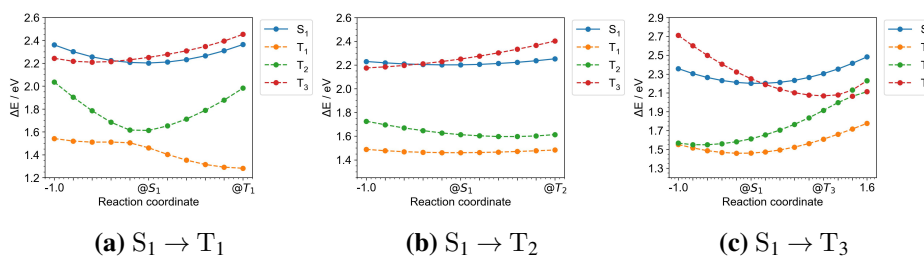 2.6
2.4
2.2
2.0
1.8
1.6
1.4
1.2
ΔE / eV
-1.0 @S₁ @T₁
Reaction coordinate
S₁
T₁
T₂
T₃
(a) S₁ → T₁
2.6
2.4
2.2
2.0
1.8
1.6
1.4
ΔE / eV
-1.0 @S₁ @T₂
Reaction coordinate
S₁
T₁
T₂
T₃
(b) S₁ → T₂
2.9
2.7
2.5
2.3
2.1
1.9
1.7
1.5
1.3
ΔE / eV
-1.0 @S₁ @T₃ 1.6
Reaction coordinate
S
T
T
T
(c) S₁ → T₃